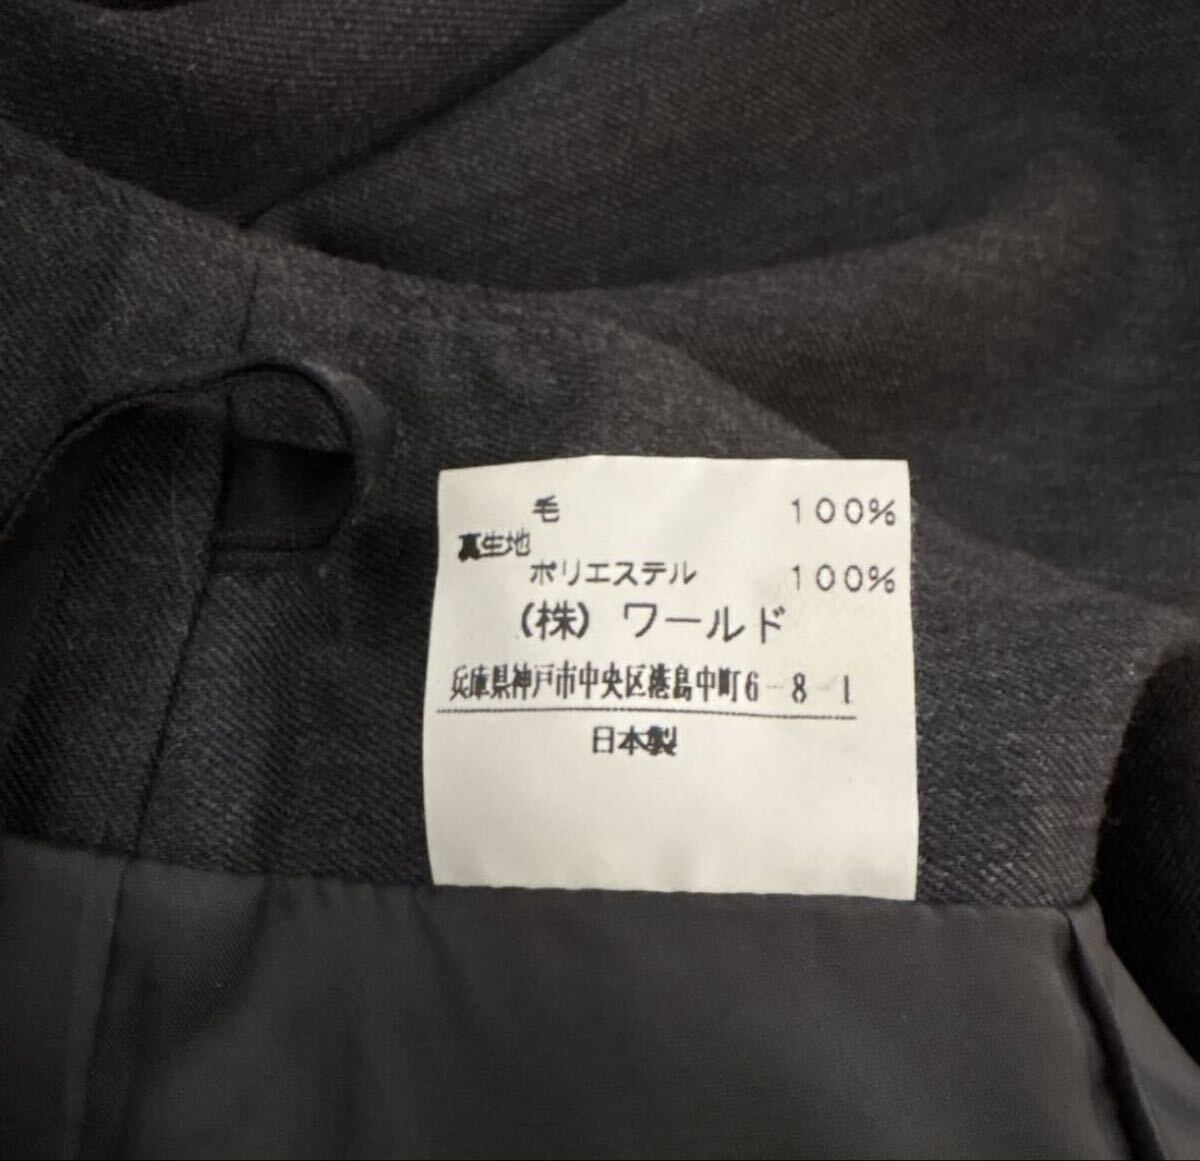 毛 100%
裏生地
ポリエステル 100%
(株) ワールド
兵庫県神戸市中央区港島中町6-8-1
日本製